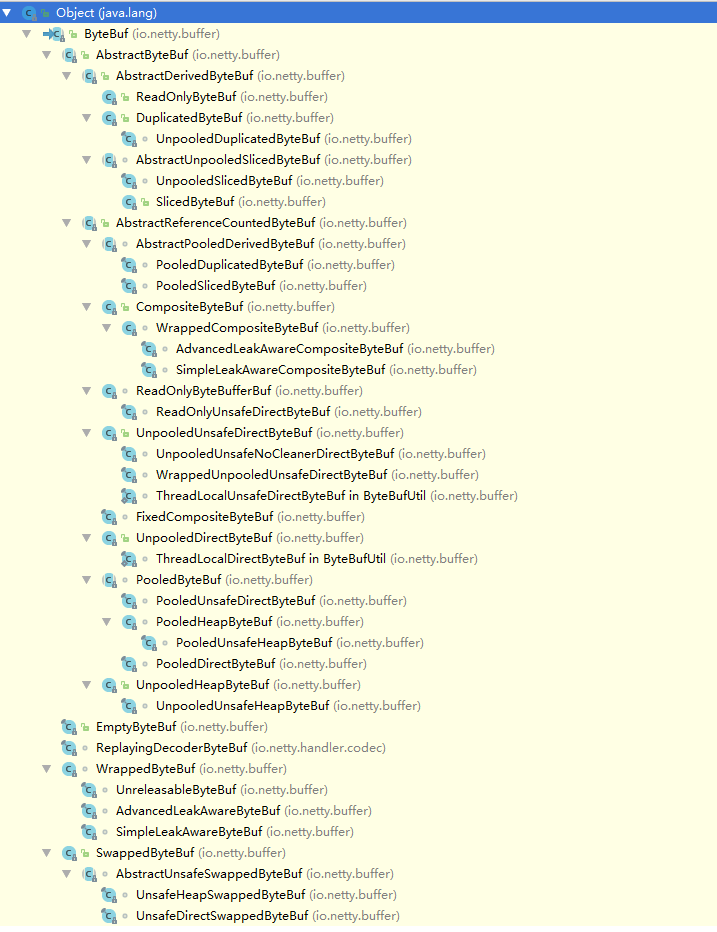 Object (java.lang)
ByteBuf (io.netty.buffer)
AbstractByteBuf (io.netty.buffer)
AbstractDerivedByteBuf (io.netty.buffer)
ReadOnlyByteBuf (io.netty.buffer)
DuplicatedByteBuf (io.netty.buffer)
UnpooledDuplicatedByteBuf (io.netty.buffer)
AbstractUnpooledSlicedByteBuf (io.netty.buffer)
UnpooledSlicedByteBuf (io.netty.buffer)
SlicedByteBuf (io.netty.buffer)
AbstractReferenceCountedByteBuf (io.netty.buffer)
AbstractPooledDerivedByteBuf (io.netty.buffer)
PooledDuplicatedByteBuf (io.netty.buffer)
PooledSlicedByteBuf (io.netty.buffer)
CompositeByteBuf (io.netty.buffer)
WrappedCompositeByteBuf (io.netty.buffer)
AdvancedLeakAwareCompositeByteBuf (io.netty.buffer)
SimpleLeakAwareCompositeByteBuf (io.netty.buffer)
ReadOnlyByteBufferBuf (io.netty.buffer)
ReadOnlyUnsafeDirectByteBuf (io.netty.buffer)
UnpooledUnsafeDirectByteBuf (io.netty.buffer)
UnpooledUnsafeNoCleanerDirectByteBuf (io.netty.buffer)
WrappedUnpooledUnsafeDirectByteBuf (io.netty.buffer)
ThreadLocalUnsafeDirectByteBuf in ByteBufUtil (io.netty.buffer)
FixedCompositeByteBuf (io.netty.buffer)
UnpooledDirectByteBuf (io.netty.buffer)
ThreadLocalDirectByteBuf in ByteBufUtil (io.netty.buffer)
PooledByteBuf (io.netty.buffer)
PooledUnsafeDirectByteBuf (io.netty.buffer)
PooledHeapByteBuf (io.netty.buffer)
PooledUnsafeHeapByteBuf (io.netty.buffer)
PooledDirectByteBuf (io.netty.buffer)
UnpooledHeapByteBuf (io.netty.buffer)
UnpooledUnsafeHeapByteBuf (io.netty.buffer)
EmptyByteBuf (io.netty.buffer)
ReplayingDecoderByteBuf (io.netty.handler.codec)
WrappedByteBuf (io.netty.buffer)
UnreleasableByteBuf (io.netty.buffer)
AdvancedLeakAwareByteBuf (io.netty.buffer)
SimpleLeakAwareByteBuf (io.netty.buffer)
SwappedByteBuf (io.netty.buffer)
AbstractUnsafeSwappedByteBuf (io.netty.buffer)
UnsafeHeapSwappedByteBuf (io.netty.buffer)
UnsafeDirectSwappedByteBuf (io.netty.buffer)